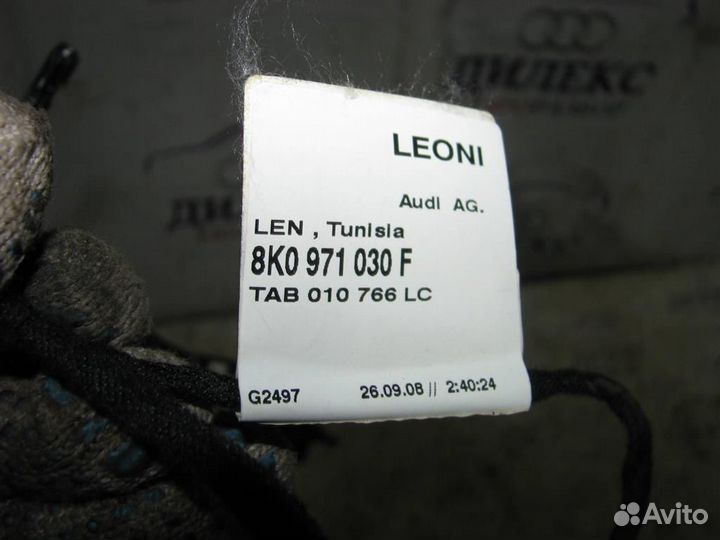 ДИЛЕКС
LEONI
Audi AG.
LEN , Tunisia
8K0 971 030 F
TAB 010 766 LC
G2497 26.09.08 || 2:40:24
Avito